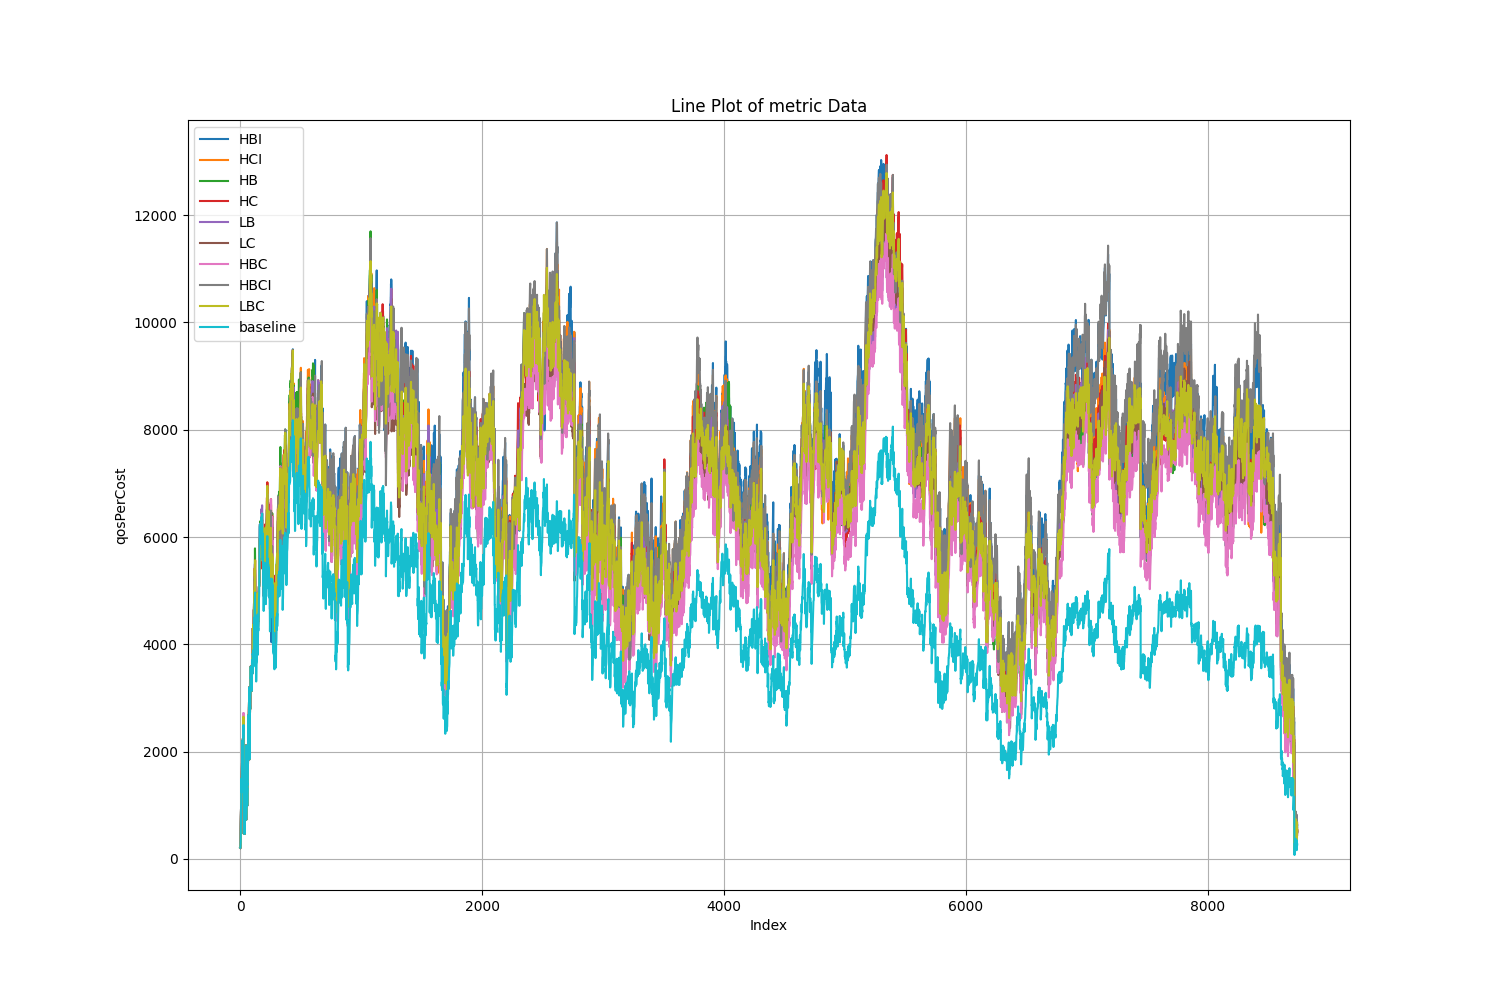 Line Plot of metric Data
HBI
HCI
HB
HC
LB
LC
HBC
HBCI
LBC
baseline
12000
10000
8000
6000
4000
2000
0
qosPerCost
0 2000 4000 6000 8000
Index